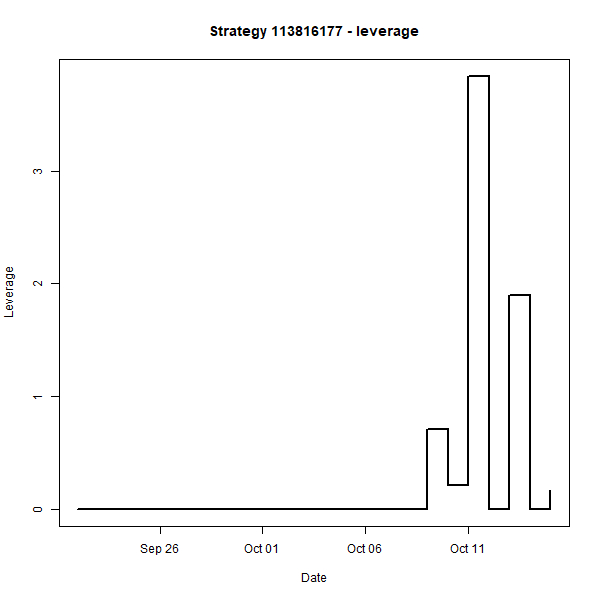 Strategy 113816177 - leverage
Leverage
3
2
1
0
Sep 26
Oct 01
Oct 06
Oct 11
Date